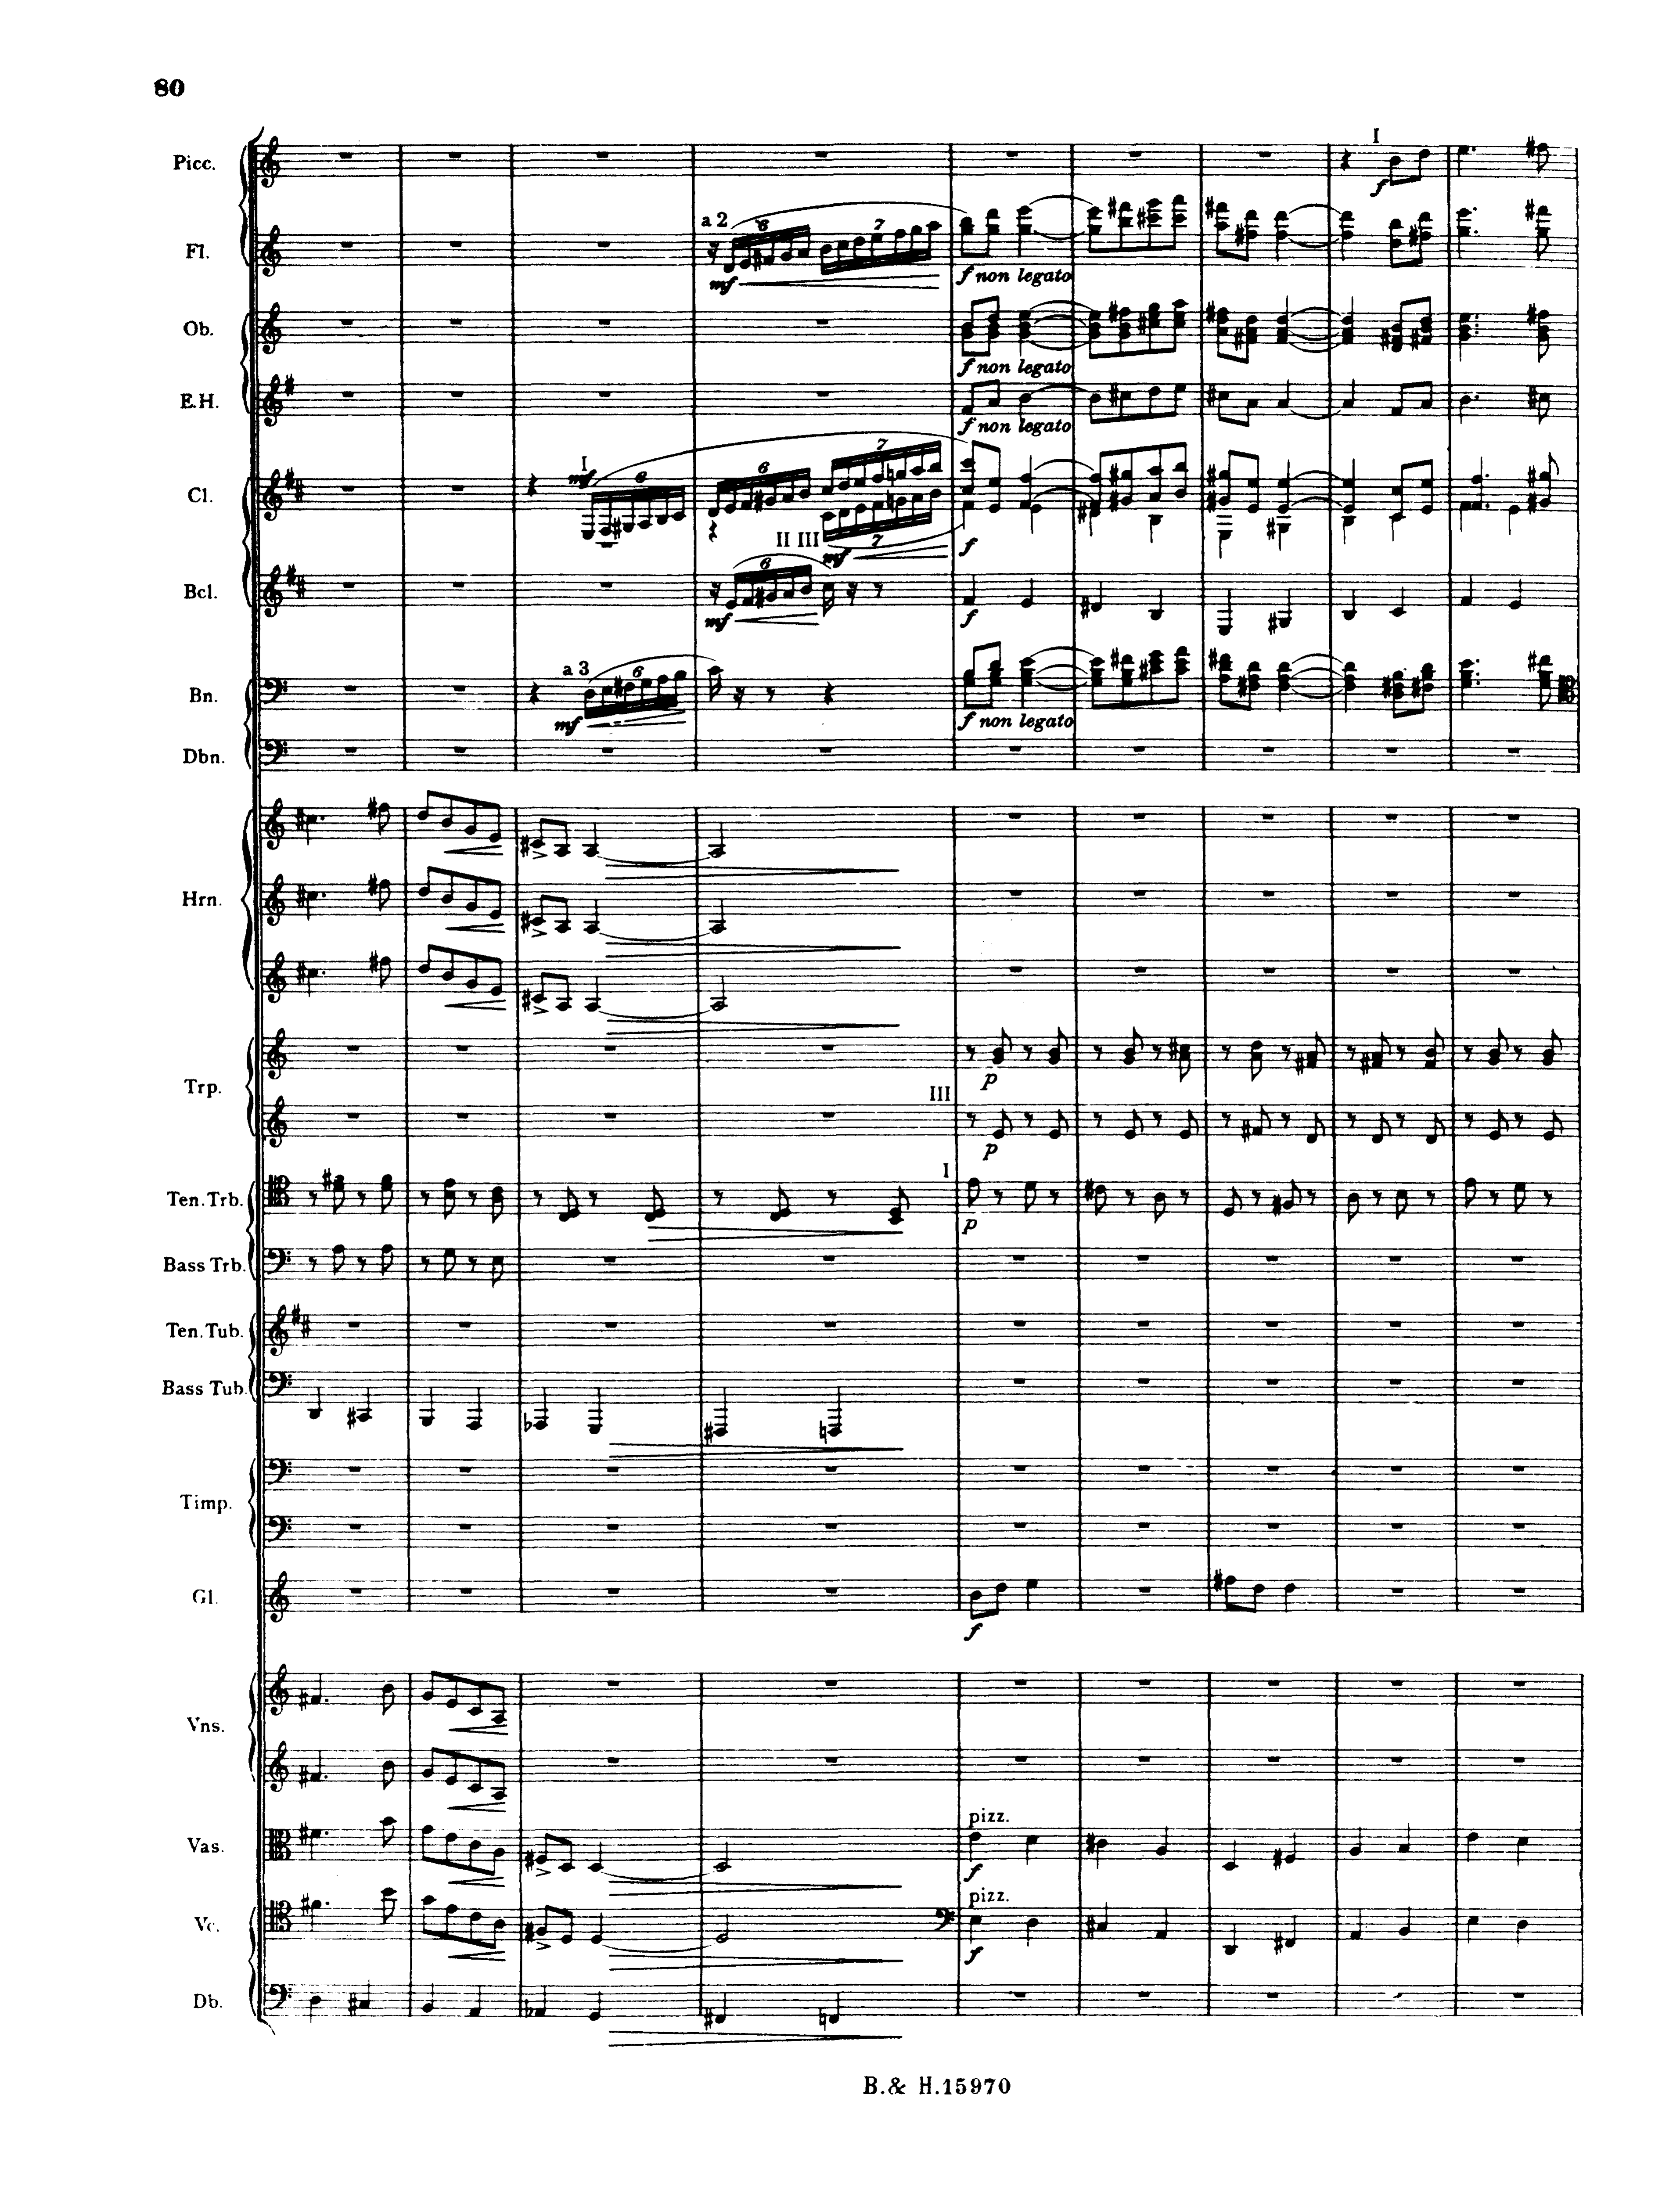 80
I
Picc.
f
a 2
6
7
Fl.
mf
f non legato
Ob.
f non legato
E.H.
f non legato
I
mf
6
6
7
Cl.
II III
mf
7
f
6
Bcl.
mf
f
a 3
6
Bn.
mf
f non legato
Dbn.
Hrn.
p
Trp.
III
p
I
Ten. Trb.
p
Bass Trb.
Ten. Tub.
Bass Tub.
Timp.
Gl.
f
Vns.
pizz.
Vas.
f
pizz.
Vc.
f
Db.
B. & H. 15970